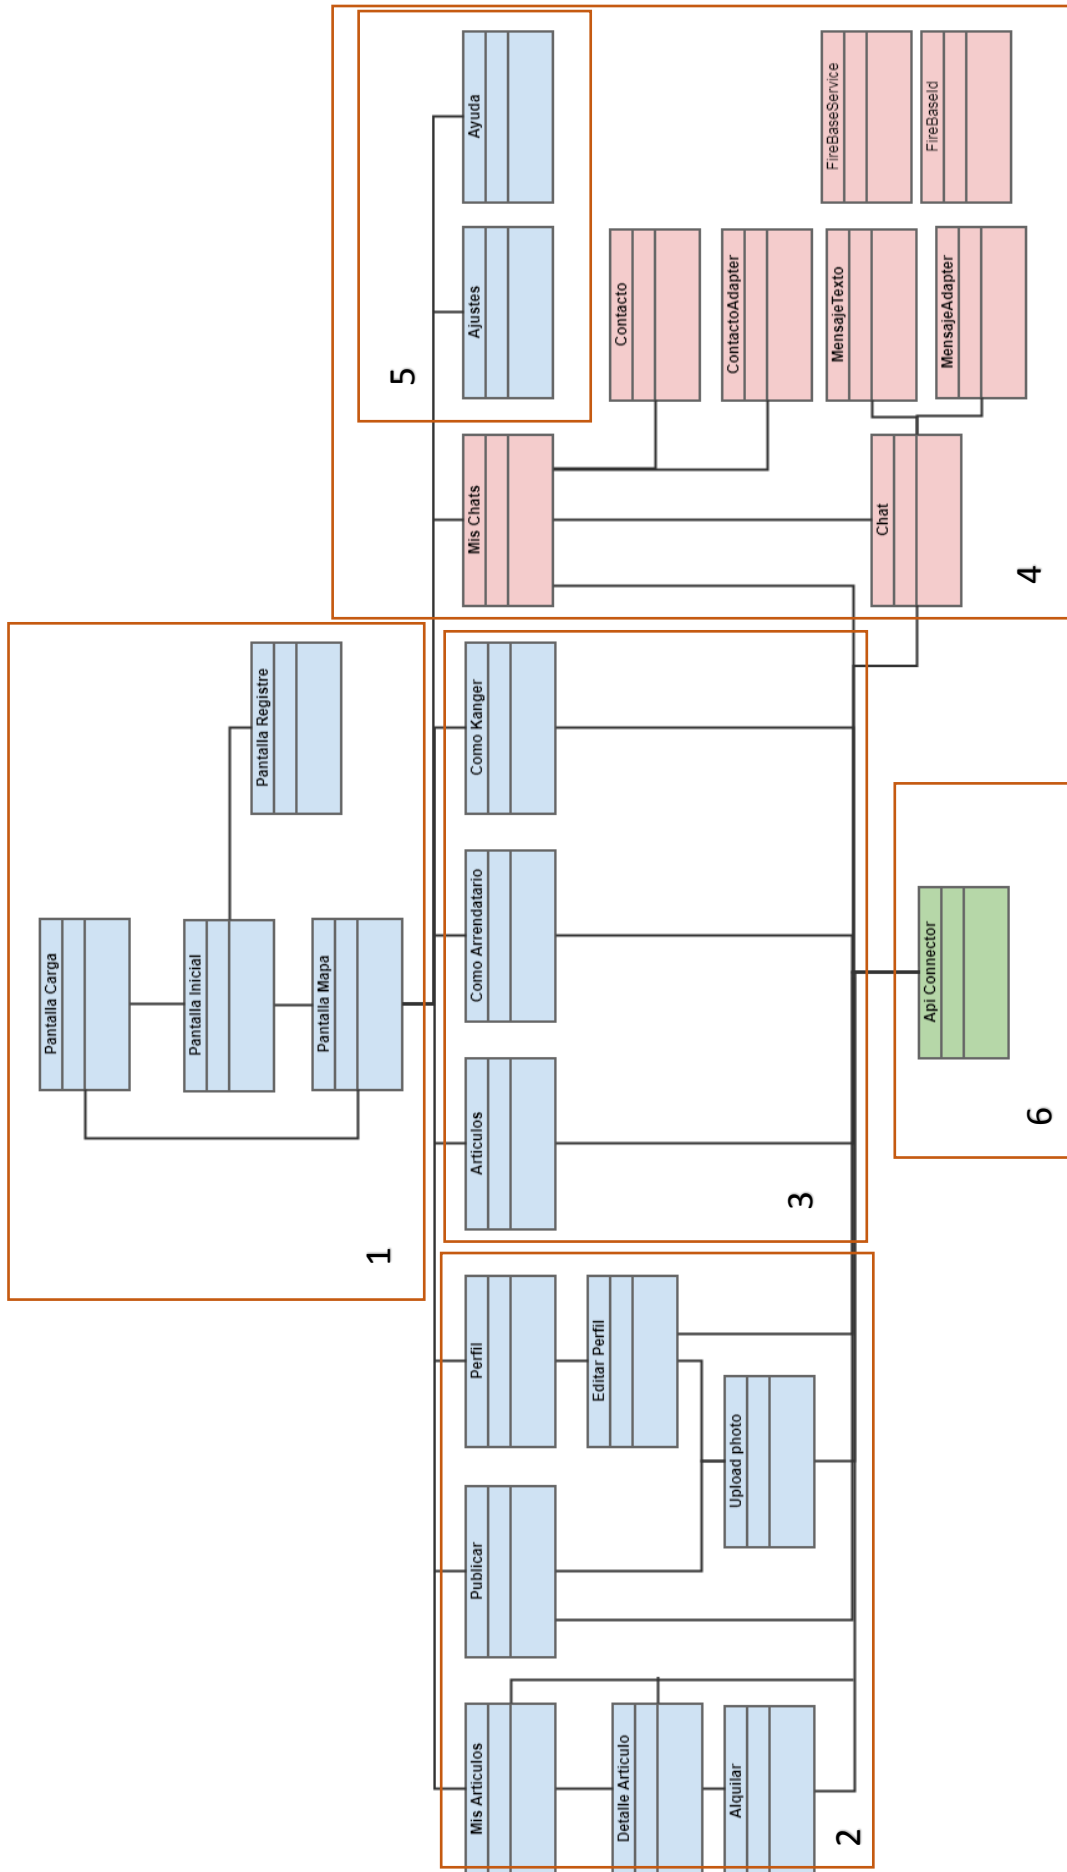 Pantalla Carga
Pantalla Inicial
Pantalla Registre
Pantalla Mapa
1
Mis Articulos
Publicar
Perfil
Detalle Articulo
Editar Perfil
Alquilar
Upload photo
2
Articulos
Como Arrendatario
Como Kanger
3
Mis Chats
Contacto
ContactoAdapter
MensajeTexto
MensajeAdapter
Chat
FireBaseService
FireBaseId
4
Ajustes
Ayuda
5
Api Connector
6